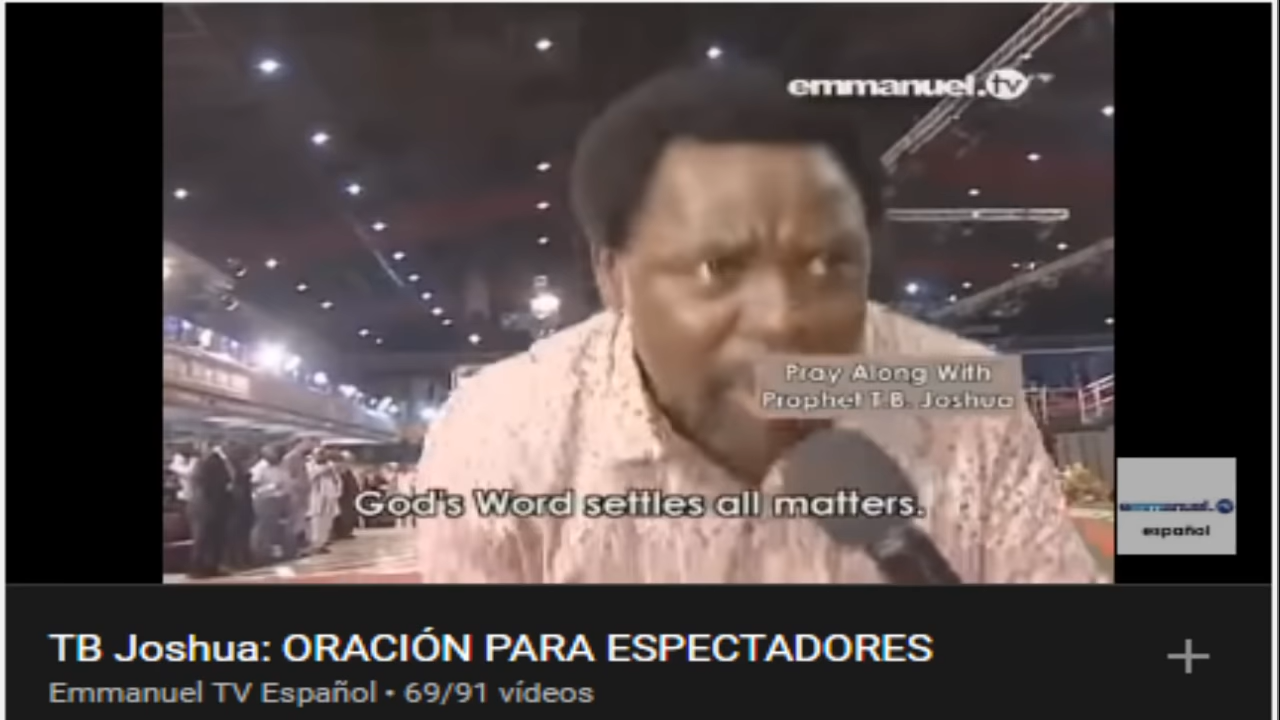 emmanuel.tv
Pray Along With
Prophet T.B. Joshua
God's Word settles all matters.
emmanuel.tv
español
TB Joshua: ORACIÓN PARA ESPECTADORES
Emmanuel TV Español • 69/91 vídeos